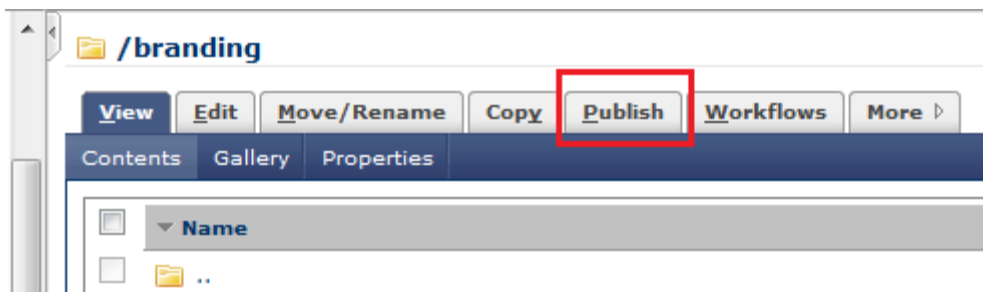 /branding
View Edit Move/Rename Copy Publish Workflows More
Contents Gallery Properties
Name
..